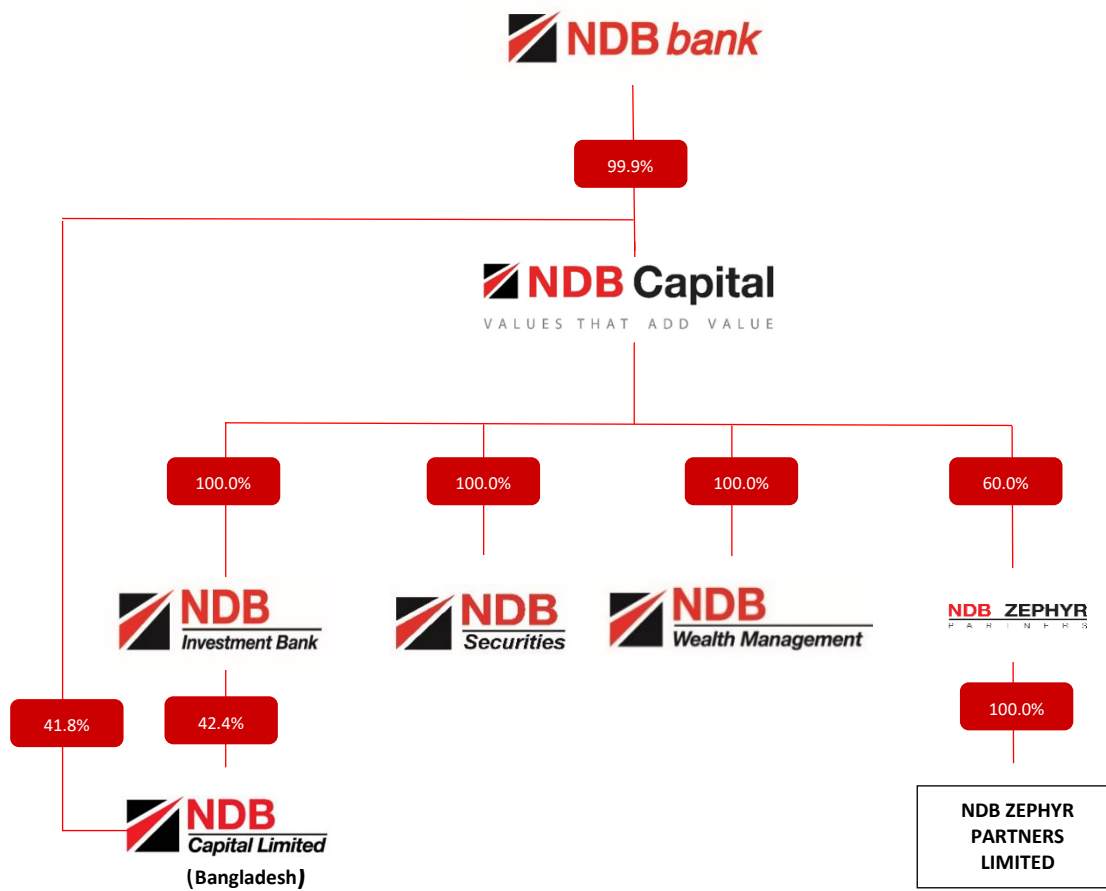 NDB bank
99.9%
NDB Capital
VALUES THAT ADD VALUE
100.0%
100.0%
100.0%
60.0%
NDB
Investment Bank
NDB
Securities
NDB
Wealth Management
NDB ZEPHYR
PARTNERS
41.8%
42.4%
100.0%
NDB
Capital Limited
(Bangladesh)
NDB ZEPHYR
PARTNERS
LIMITED